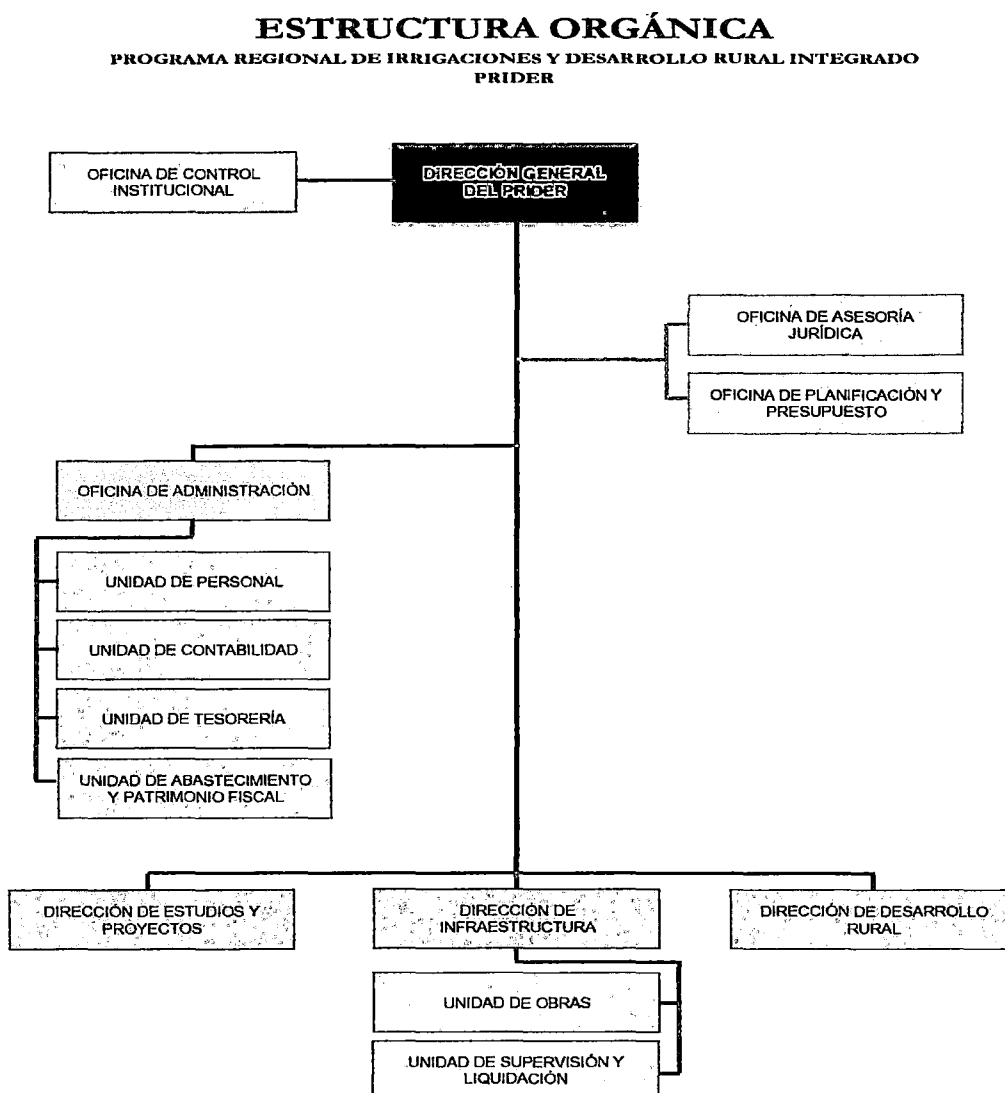 ESTRUCTURA ORGÁNICA
PROGRAMA REGIONAL DE IRRIGACIONES Y DESARROLLO RURAL INTEGRADO
PRIDER
OFICINA DE CONTROL
INSTITUCIONAL
DIRECCIÓN GENERAL
DEL PRIDER
OFICINA DE ASESORÍA
JURÍDICA
OFICINA DE PLANIFICACIÓN Y
PRESUPUESTO
OFICINA DE ADMINISTRACIÓN
UNIDAD DE PERSONAL
UNIDAD DE CONTABILIDAD
UNIDAD DE TESORERÍA
UNIDAD DE ABASTECIMIENTO
Y PATRIMONIO FISCAL
DIRECCIÓN DE ESTUDIOS Y
PROYECTOS
DIRECCIÓN DE
INFRAESTRUCTURA
DIRECCIÓN DE DESARROLLO
RURAL
UNIDAD DE OBRAS
UNIDAD DE SUPERVISIÓN Y
LIQUIDACIÓN